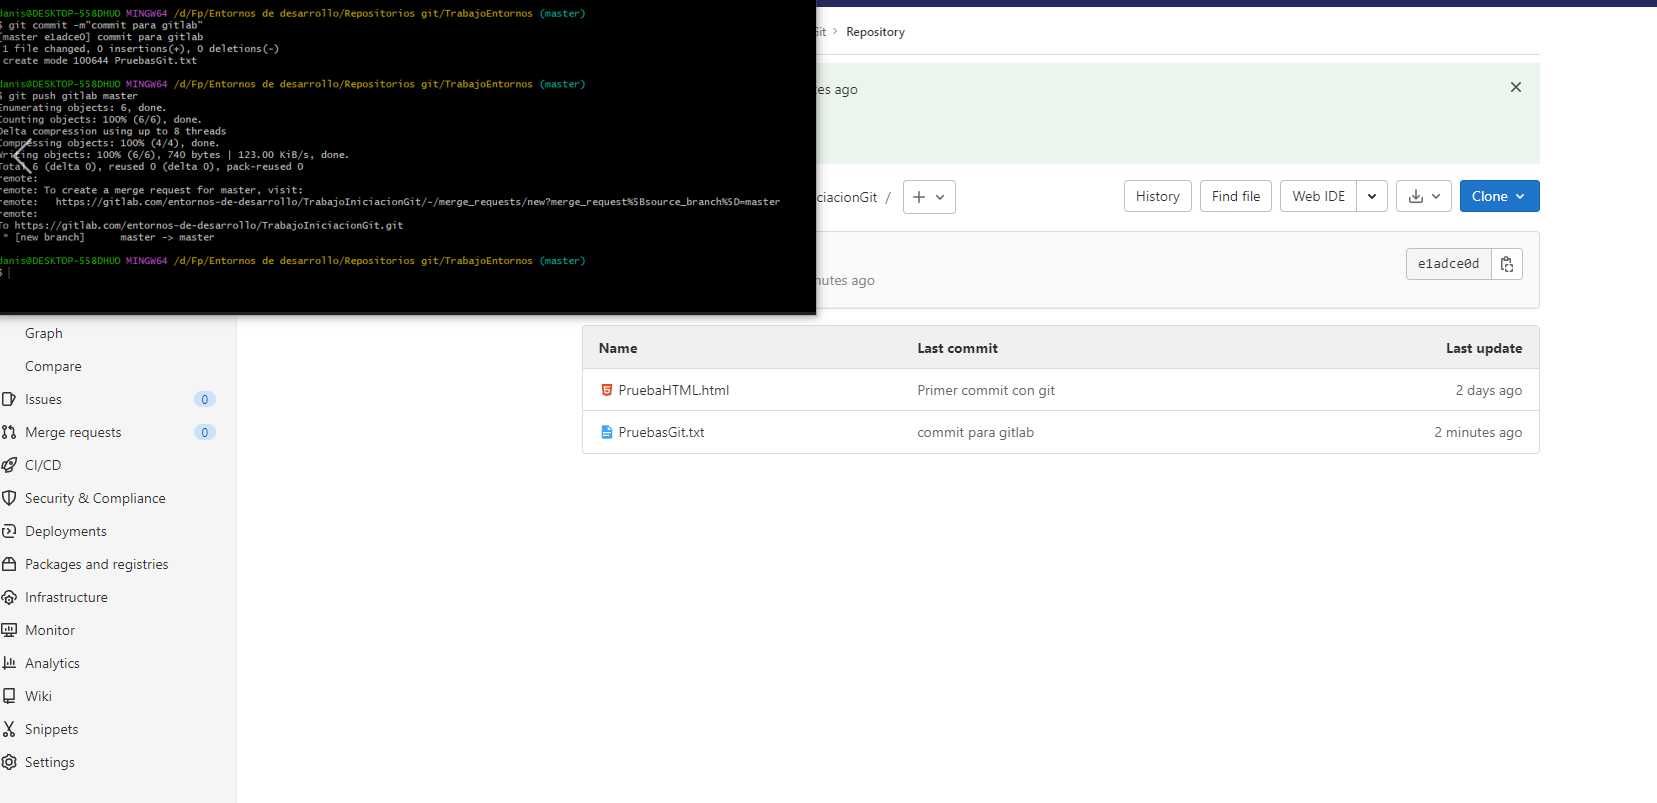 danis@DESKTOP-558DHUO MINGW64 /d/Fp/Entornos de desarrollo/Repositorios git/TrabajoEntornos (master)
$ git commit -m"commit para gitlab"
[master e1adce0] commit para gitlab
1 file changed, 0 insertions(+), 0 deletions(-)
create mode 100644 PruebasGit.txt
danis@DESKTOP-558DHUO MINGW64 /d/Fp/Entornos de desarrollo/Repositorios git/TrabajoEntornos (master)
$ git push gitlab master
Enumerating objects: 6, done.
Counting objects: 100% (6/6), done.
Delta compression using up to 8 threads
Compressing objects: 100% (4/4), done.
Writing objects: 100% (6/6), 740 bytes | 123.00 KiB/s, done.
Total 6 (delta 0), reused 0 (delta 0), pack-reused 0
remote:
remote: To create a merge request for master, visit:
remote:   https://gitlab.com/entornos-de-desarrollo/TrabajoIniciacionGit/-/merge_requests/new?merge_request%5Bsource_branch%5D=master
remote:
To https://gitlab.com/entornos-de-desarrollo/TrabajoIniciacionGit.git
* [new branch]      master -> master
danis@DESKTOP-558DHUO MINGW64 /d/Fp/Entornos de desarrollo/Repositorios git/TrabajoEntornos (master)
$
Git > Repository
es ago
ciacionGit / + History Find file Web IDE Clone
e1adce0d
nutes ago
Graph
Compare
Issues 0
Merge requests 0
CI/CD
Security & Compliance
Deployments
Packages and registries
Infrastructure
Monitor
Analytics
Wiki
Snippets
Settings
Name Last commit Last update
PruebaHTML.html Primer commit con git 2 days ago
PruebasGit.txt commit para gitlab 2 minutes ago